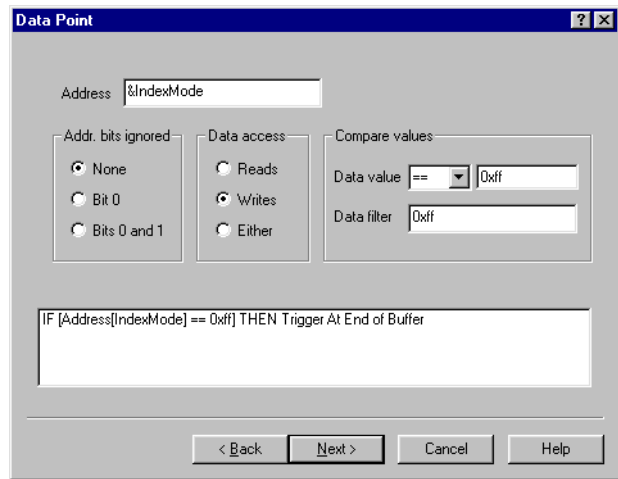 Data Point
Address &IndexMode
Addr. bits ignored Data access Compare values
None Reads Data value == 0xff
Bit 0 Writes Data filter 0xff
Bits 0 and 1 Either
IF [Address[IndexMode] == 0xff] THEN Trigger At End of Buffer
< Back Next > Cancel Help